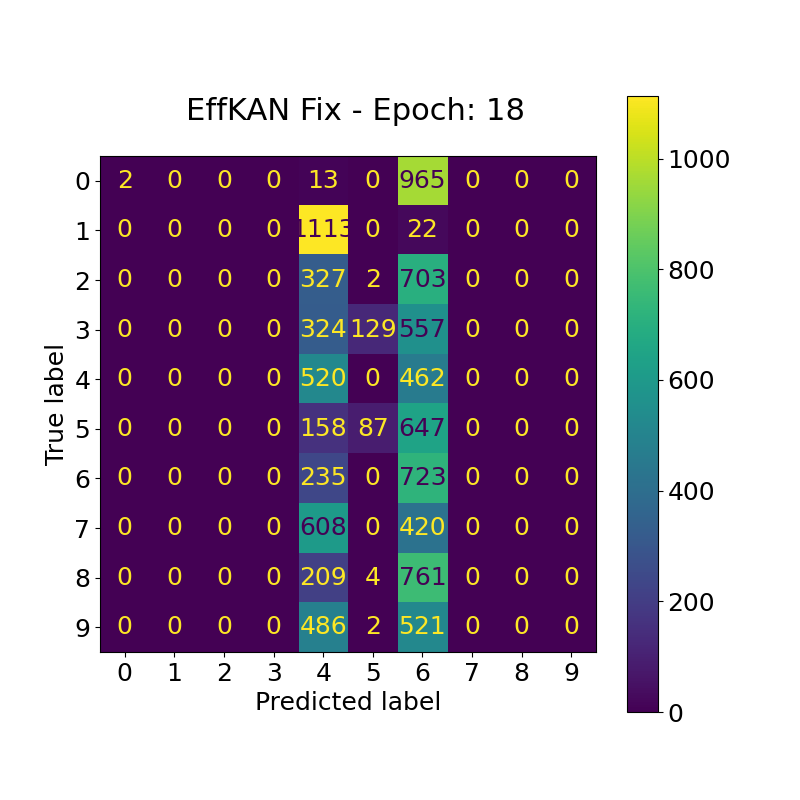 EffKAN Fix - Epoch: 18
0 2 0 0 0 13 0 965 0 0 0
1 0 0 0 0 1113 0 22 0 0 0
2 0 0 0 0 327 2 703 0 0 0
3 0 0 0 0 324 129 557 0 0 0
4 0 0 0 0 520 0 462 0 0 0
5 0 0 0 0 158 87 647 0 0 0
6 0 0 0 0 235 0 723 0 0 0
7 0 0 0 0 608 0 420 0 0 0
8 0 0 0 0 209 4 761 0 0 0
9 0 0 0 0 486 2 521 0 0 0
0 1 2 3 4 5 6 7 8 9
Predicted label
True label
1000
800
600
400
200
0